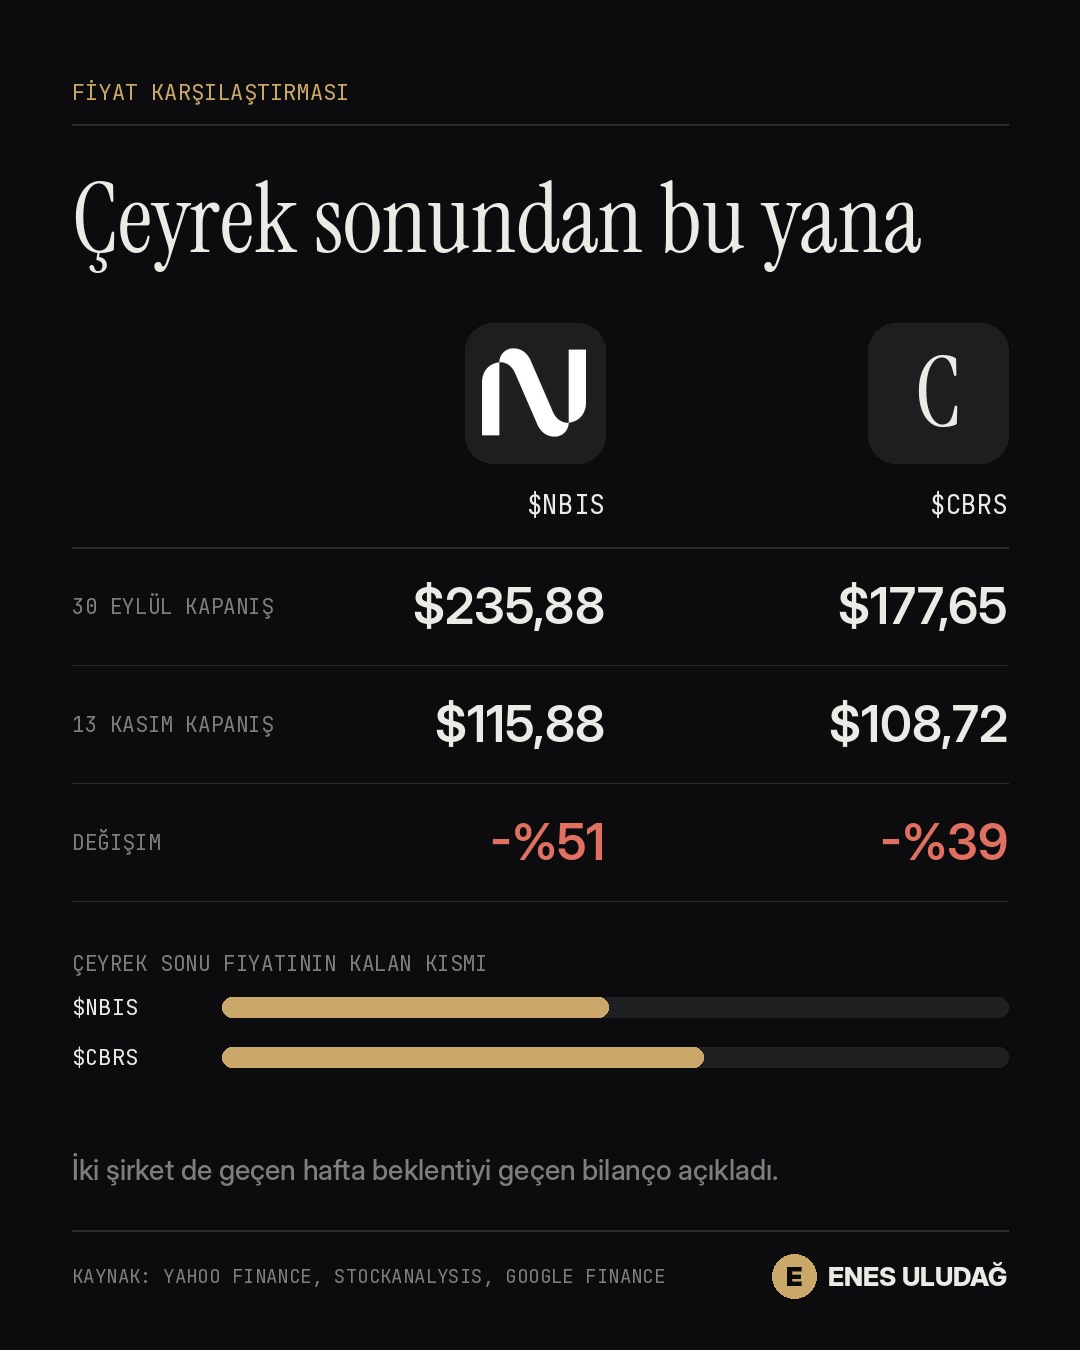 FİYAT KARŞILAŞTIRMASI
Çeyrek sonundan bu yana
N C
$NBIS $CBRS
30 EYLÜL KAPANIŞ $235,88 $177,65
13 KASIM KAPANIŞ $115,88 $108,72
DEĞIŞIM -%51 -%39
ÇEYREK SONU FIYATININ KALAN KISMI
$NBIS
$CBRS
İki şirket de geçen hafta beklentiyi geçen bilanço açıkladı.
KAYNAK: YAHOO FINANCE, STOCKANALYSIS, GOOGLE FINANCE E ENES ULUDAĞ